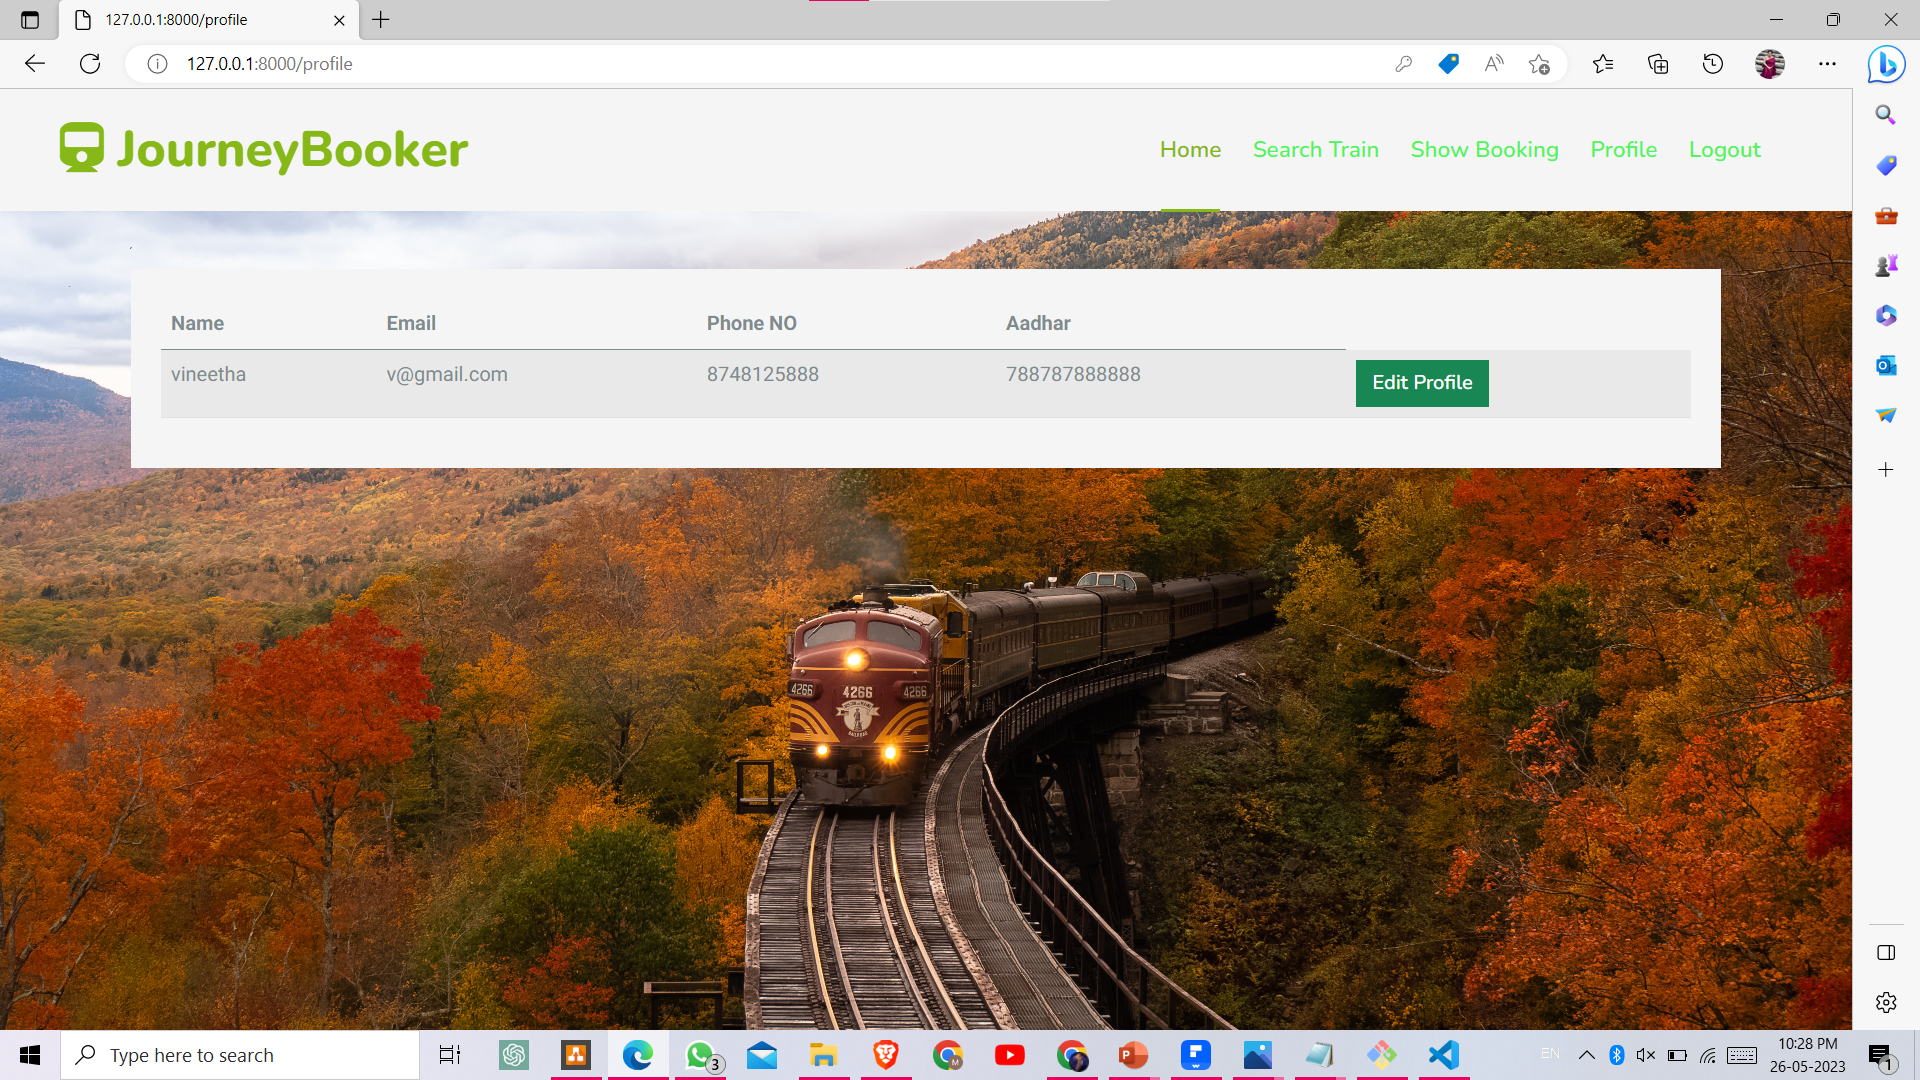 127.0.0.1:8000/profile
127.0.0.1:8000/profile
JourneyBooker
Home Search Train Show Booking Profile Logout
Name Email Phone NO Aadhar
vineetha v@gmail.com 8748125888 788787888888 Edit Profile
4266 4266 4266
Type here to search
3
M
EN
10:28 PM
26-05-2023
1